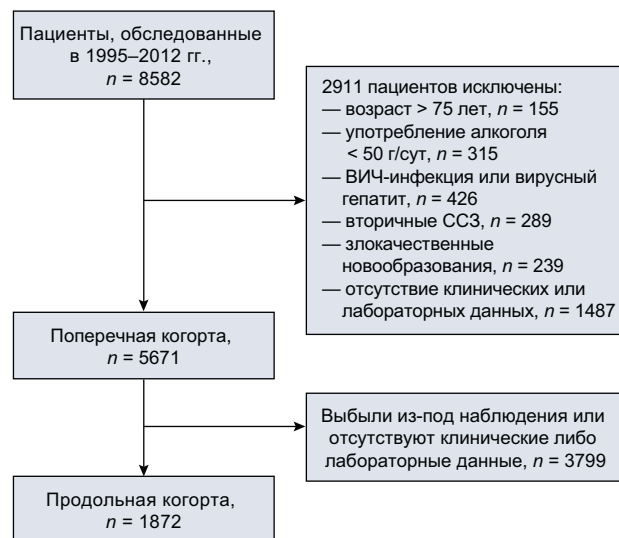 Пациенты, обследованные
в 1995–2012 гг.,
n = 8582
2911 пациентов исключены:
— возраст > 75 лет, n = 155
— употребление алкоголя
< 50 г/сут, n = 315
— ВИЧ-инфекция или вирусный
гепатит, n = 426
— вторичные ССЗ, n = 289
— злокачественные
новообразования, n = 239
— отсутствие клинических или
лабораторных данных, n = 1487
Поперечная когорта,
n = 5671
Выбыли из-под наблюдения или
отсутствуют клинические либо
лабораторные данные, n = 3799
Продольная когорта,
n = 1872